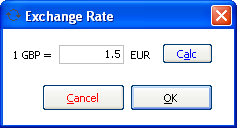 Exchange Rate
1 GBP = 1.5 EUR Calc
Cancel OK